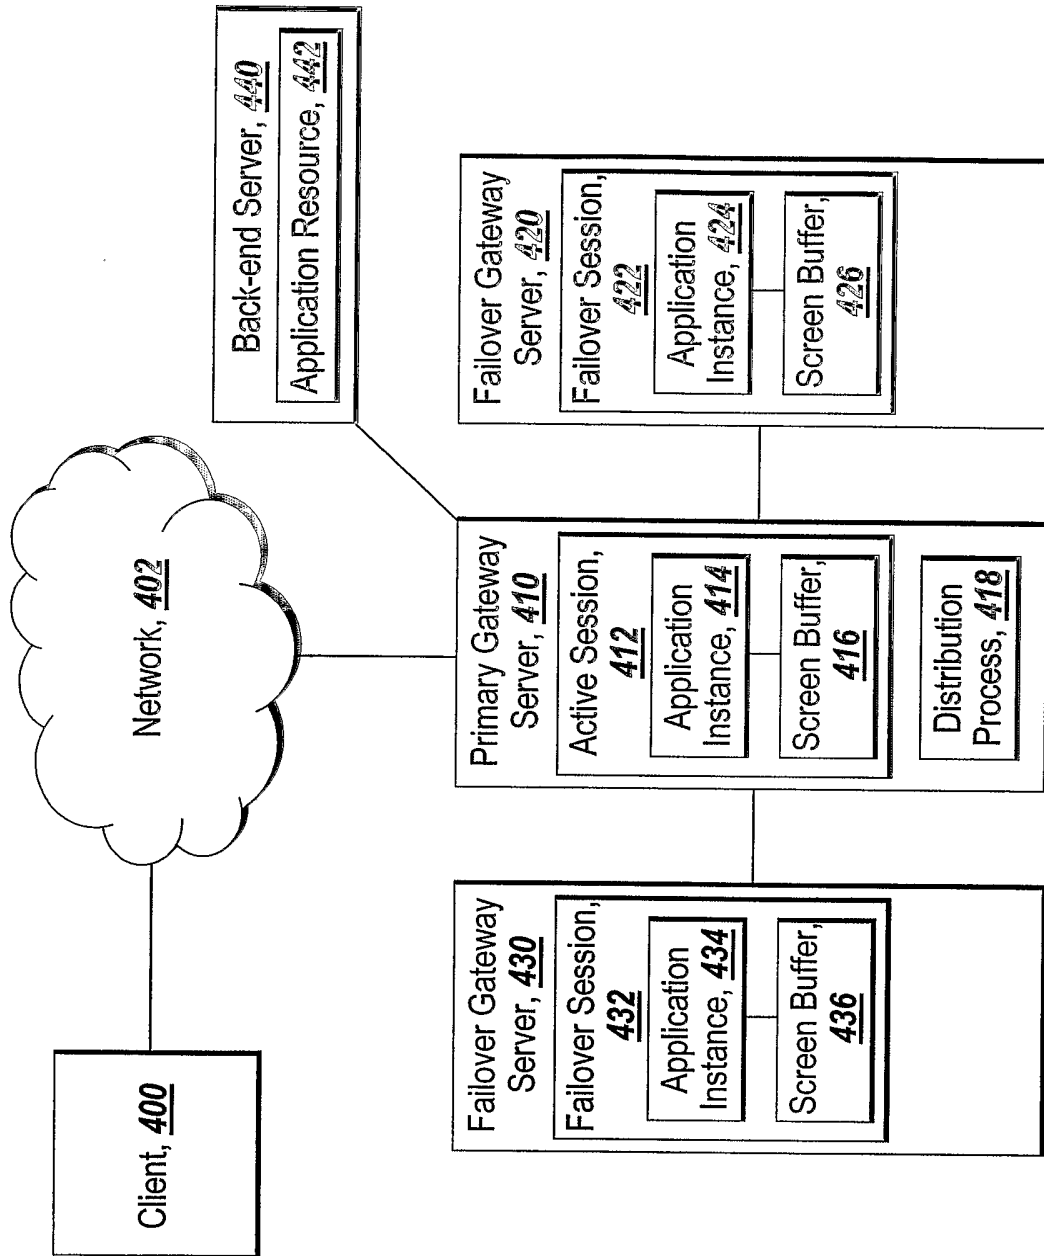 Client, 400
Network, 402
Back-end Server, 440
Application Resource, 442
Failover Gateway
Server, 430
Failover Session,
432
Application
Instance, 434
Screen Buffer,
436
Primary Gateway
Server, 410
Active Session,
412
Application
Instance, 414
Screen Buffer,
416
Distribution
Process, 418
Failover Gateway
Server, 420
Failover Session,
422
Application
Instance, 424
Screen Buffer,
426